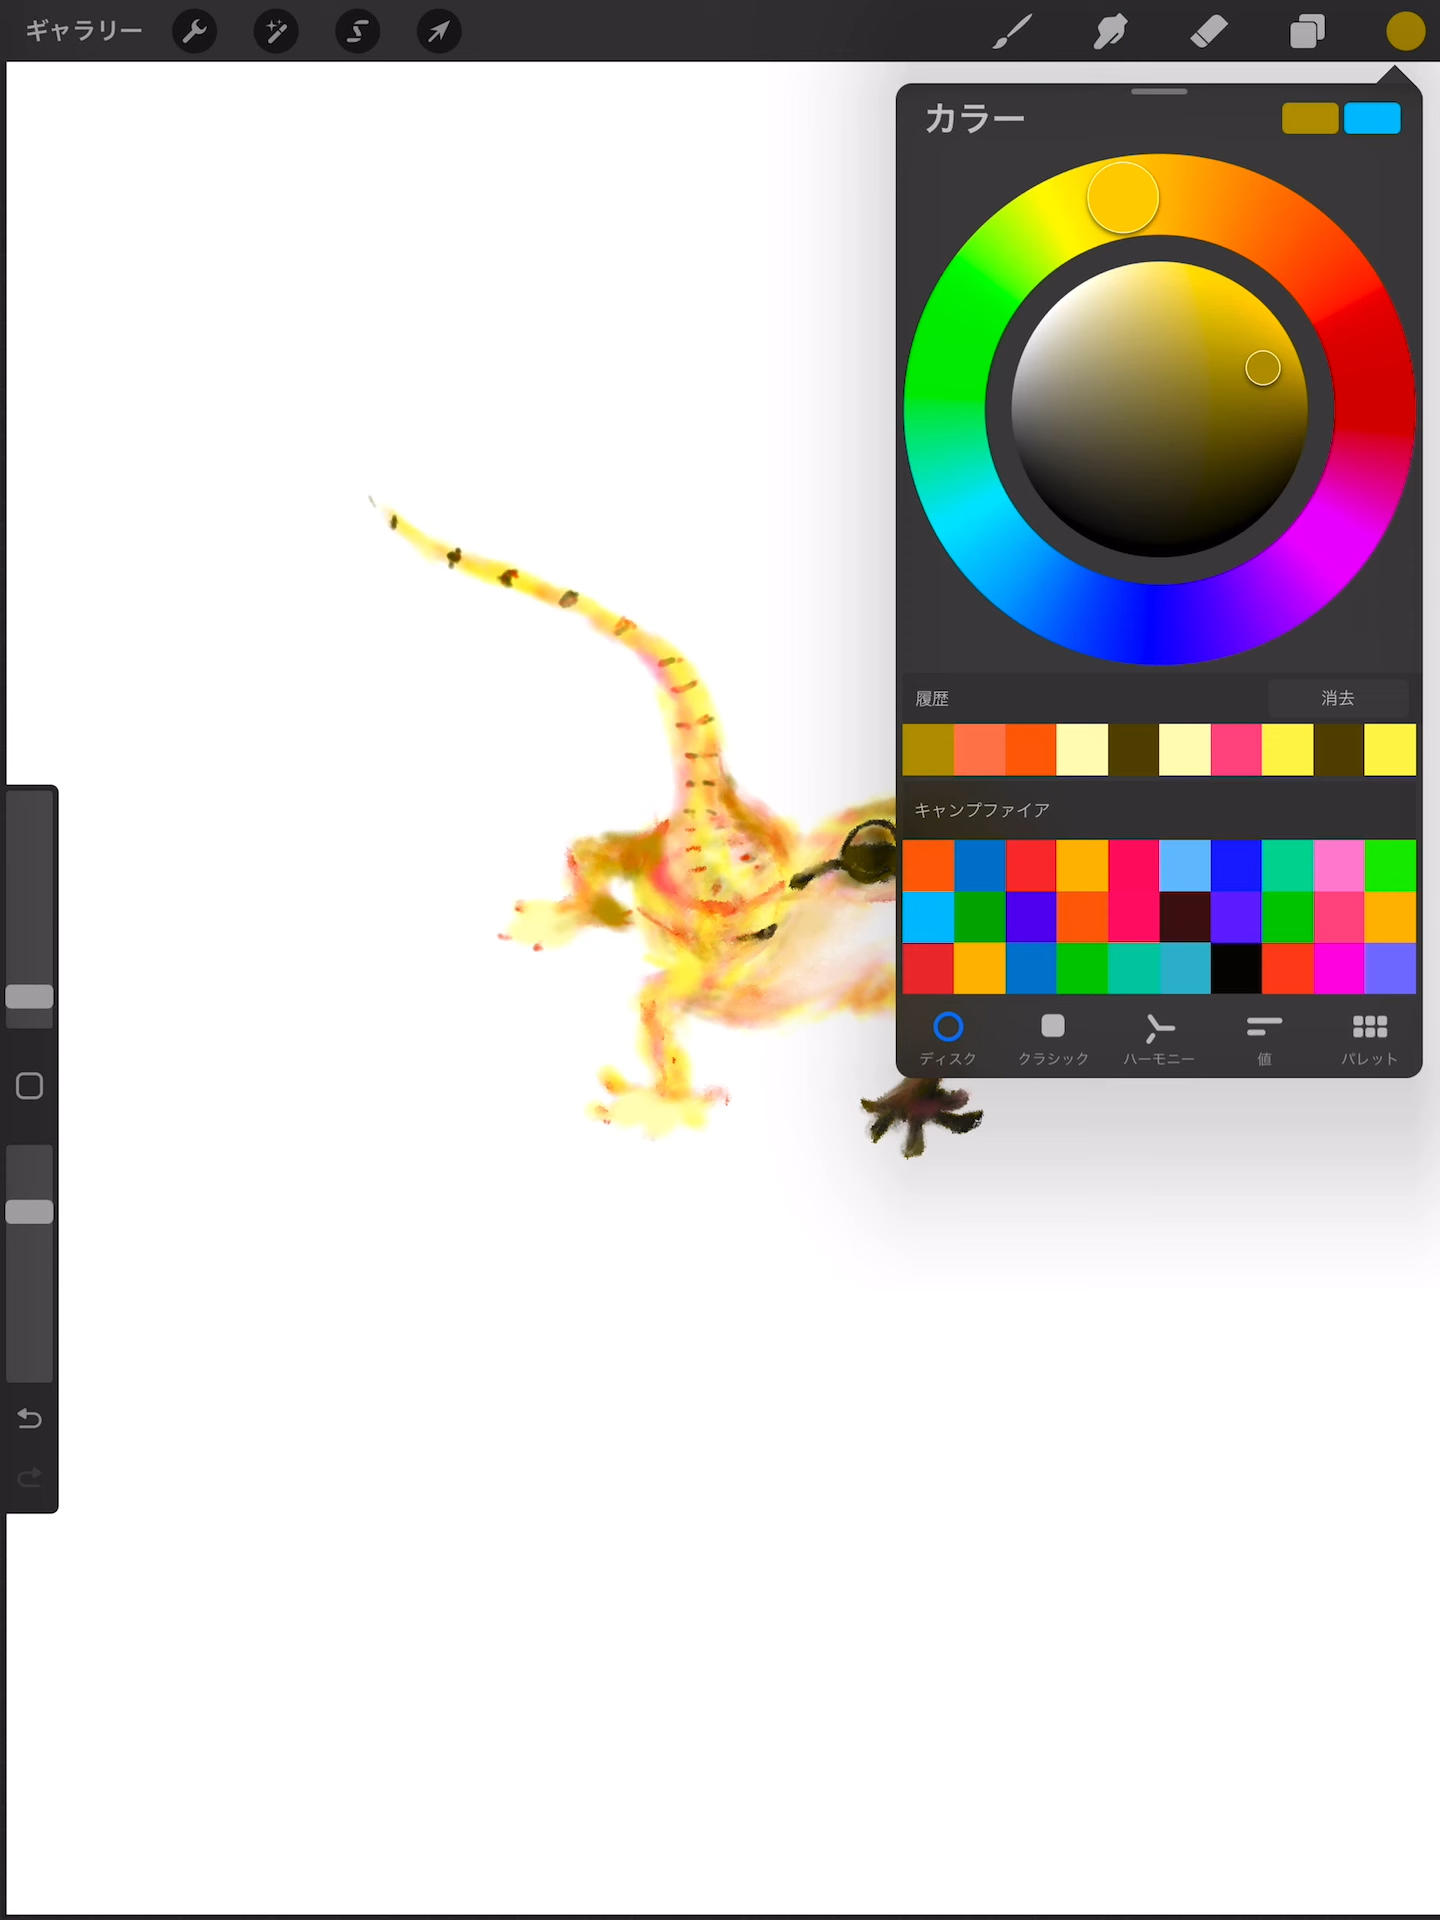 ギャラリー
カラー
履歴
消去
キャンプファイア
ディスク
クラシック
ハーモニー
値
パレット